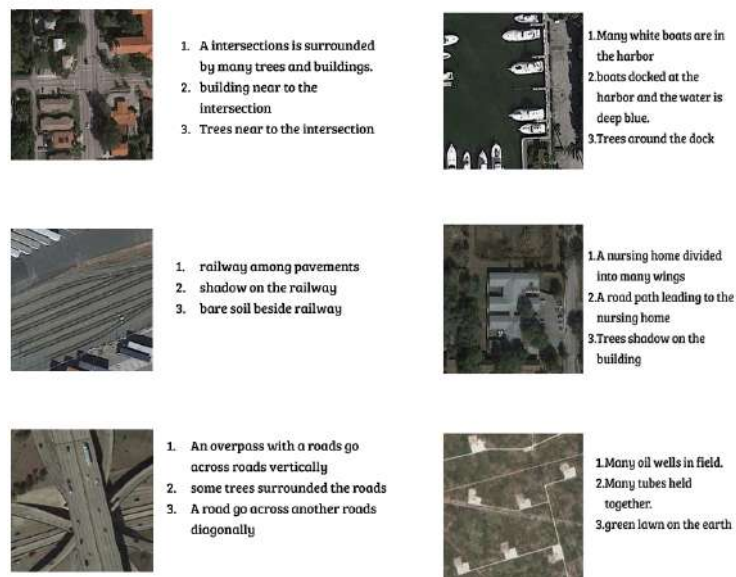 1. A intersections is surrounded
by many trees and buildings.
2. building near to the
intersection
3. Trees near to the intersection
1.Many white boats are in
the harbor
2.boats docked at the
harbor and the water is
deep blue.
3.Trees around the dock
1. railway among pavements
2. shadow on the railway
3. bare soil beside railway
1.A nursing home divided
into many wings
2.A road path leading to the
nursing home
3.Trees shadow on the
building
1. An overpass with a roads go
across roads vertically
2. some trees surrounded the roads
3. A road go across another roads
diagonally
1.Many oil wells in field.
2.Many tubes held
together.
3.green lawn on the earth